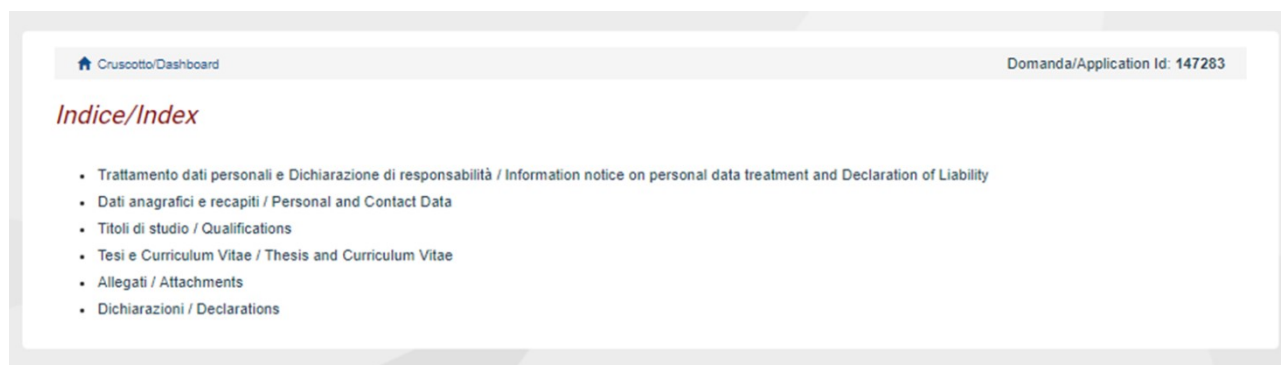 Cruscotto/Dashboard
Domanda/Application Id: 147283
Indice/Index
Trattamento dati personali e Dichiarazione di responsabilità / Information notice on personal data treatment and Declaration of Liability
Dati anagrafici e recapiti / Personal and Contact Data
Titoli di studio / Qualifications
Tesi e Curriculum Vitae / Thesis and Curriculum Vitae
Allegati / Attachments
Dichiarazioni / Declarations